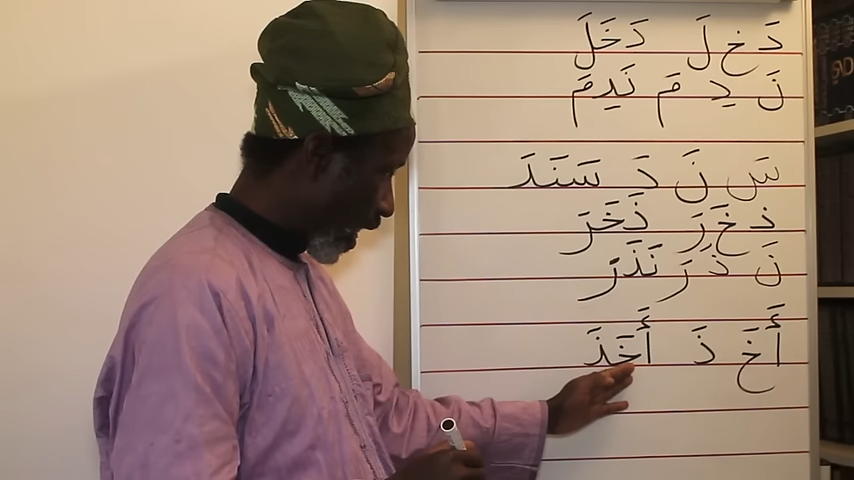 دَ خَ لَ دَخَلَ
نَ دِ مَ نَدِمَ
سَ نَ دَ سَنَدَ
ذَ خَ رَ ذَخَرَ
نَ ذَ رَ نَذَرَ
أَ خَ ذَ أَخَذَ